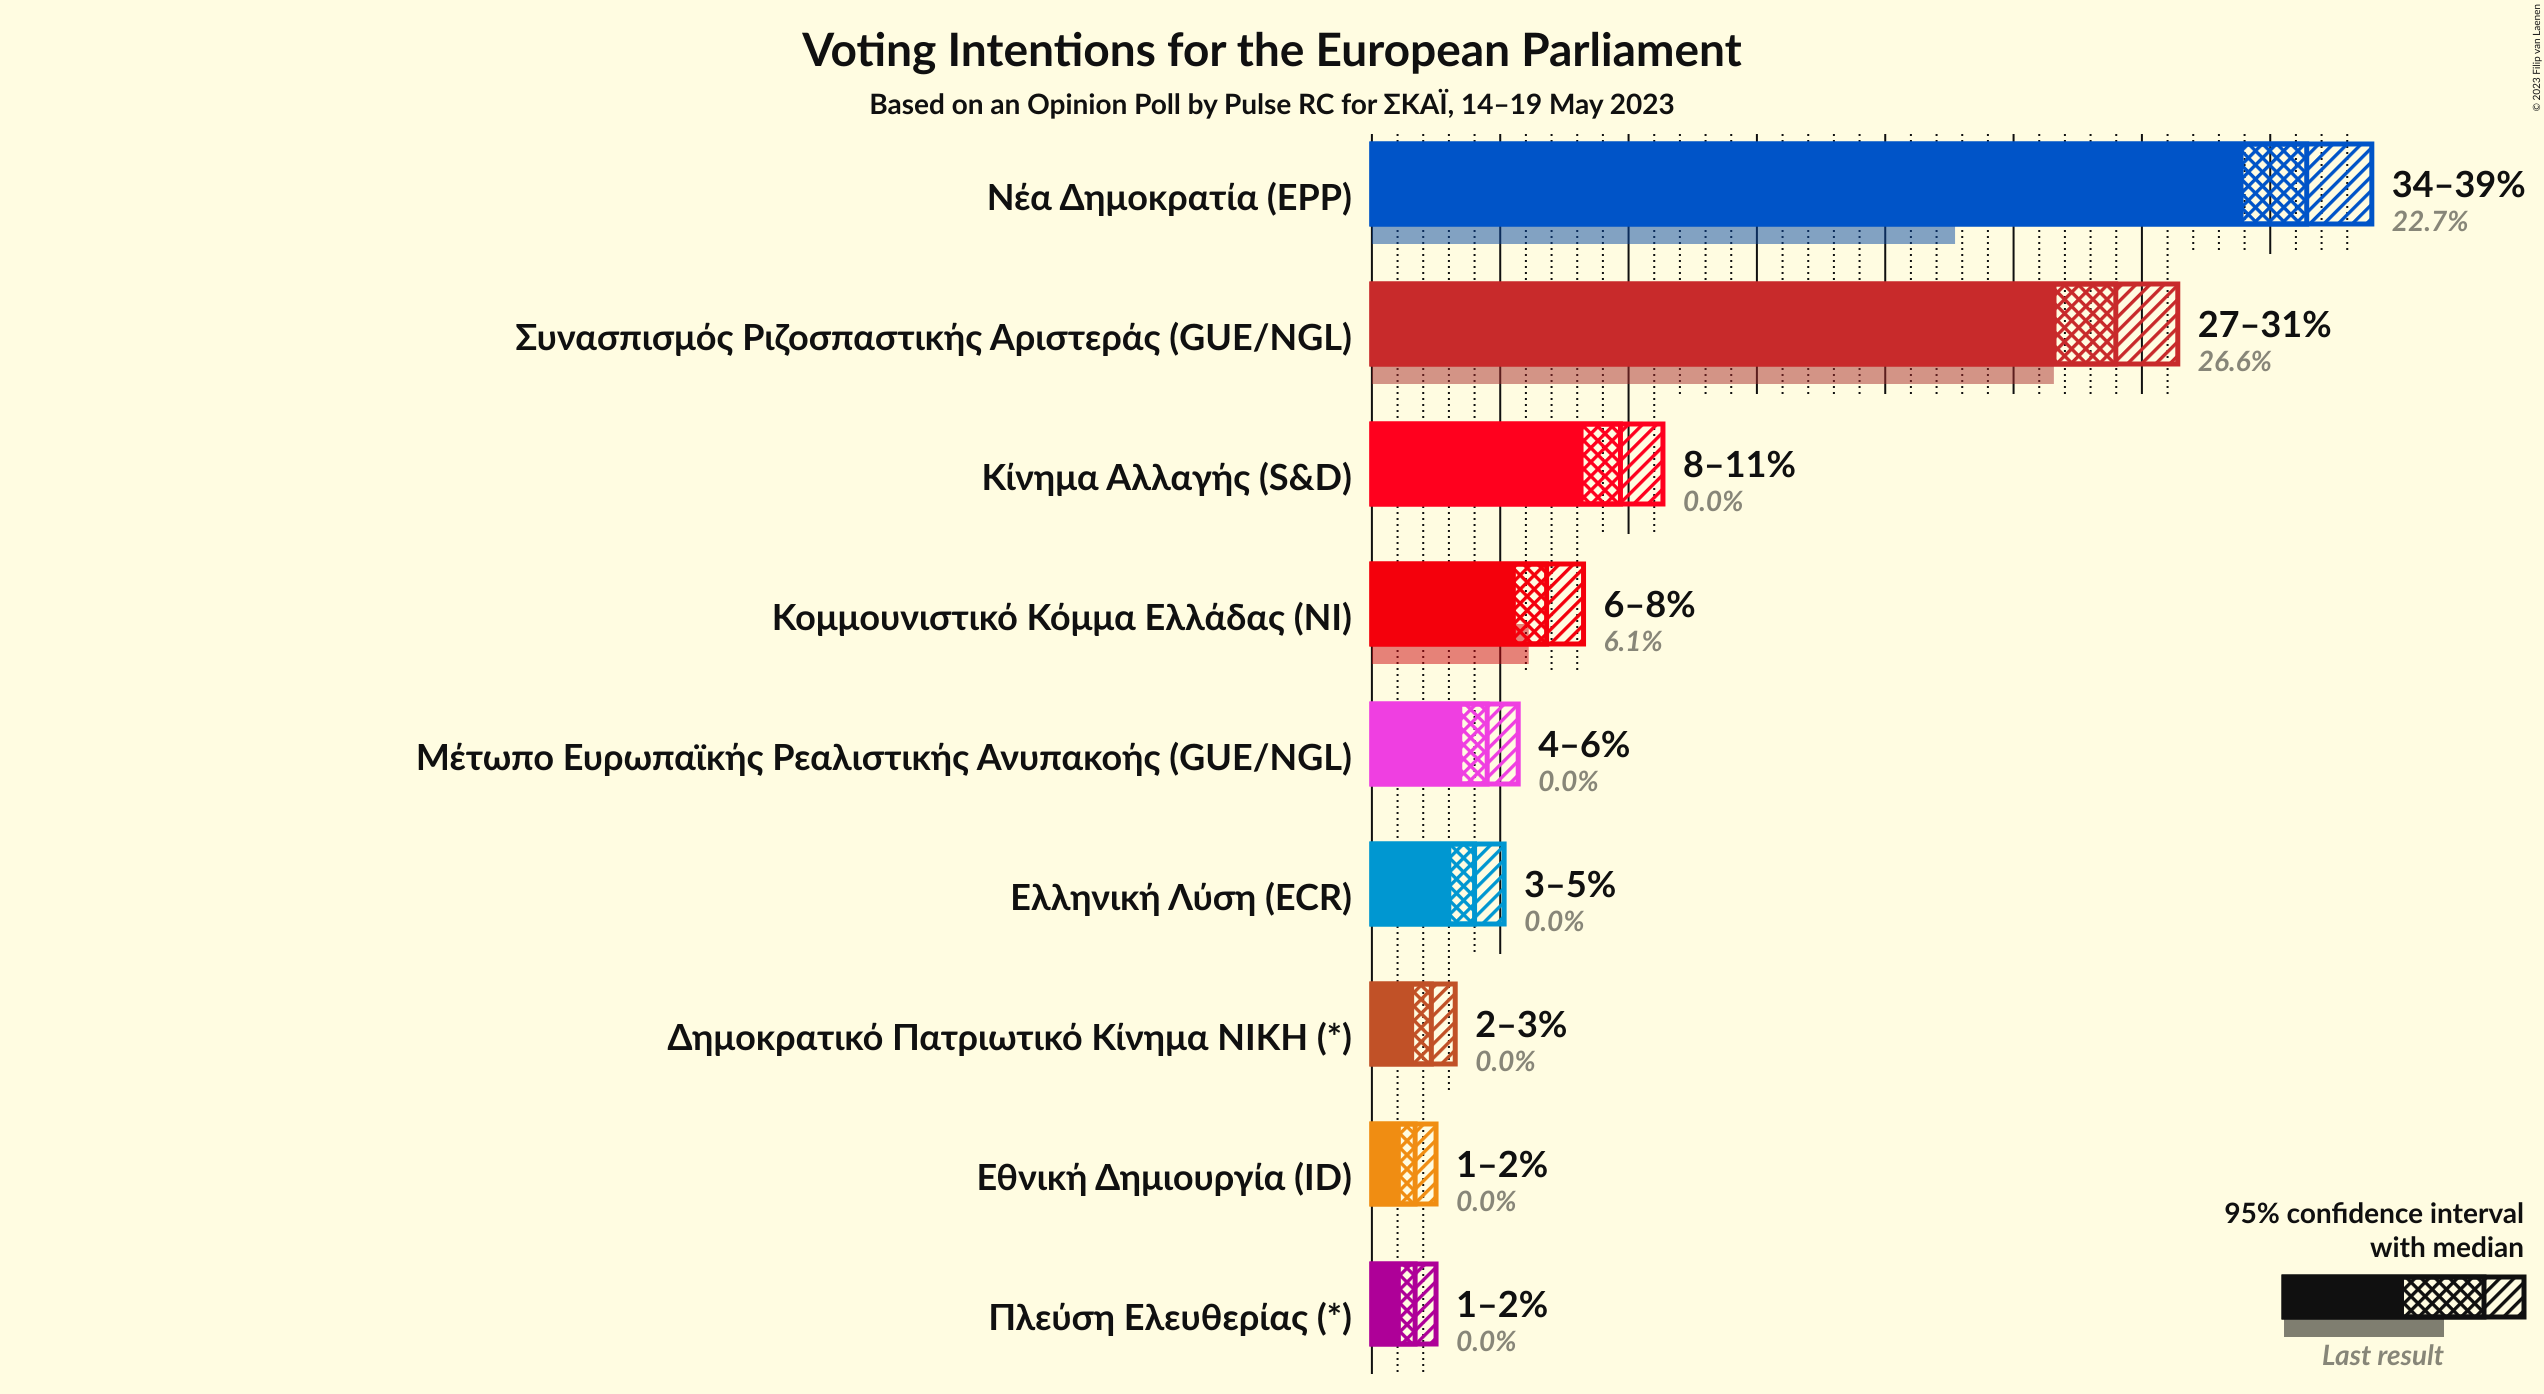 © 2023 Filip van Laenen
Voting Intentions for the European Parliament
Based on an Opinion Poll by Pulse RC for ΣΚΑΪ, 14–19 May 2023
Νέα Δημοκρατία (EPP)
34–39%
22.7%
Συνασπισμός Ριζοσπαστικής Αριστεράς (GUE/NGL)
27–31%
26.6%
Κίνημα Αλλαγής (S&D)
8–11%
0.0%
Κομμουνιστικό Κόμμα Ελλάδας (NI)
6–8%
6.1%
Μέτωπο Ευρωπαϊκής Ρεαλιστικής Ανυπακοής (GUE/NGL)
4–6%
0.0%
Ελληνική Λύση (ECR)
3–5%
0.0%
Δημοκρατικό Πατριωτικό Κίνημα ΝΙΚΗ (*)
2–3%
0.0%
Εθνική Δημιουργία (ID)
1–2%
0.0%
Πλεύση Ελευθερίας (*)
1–2%
0.0%
95% confidence interval
with median
Last result